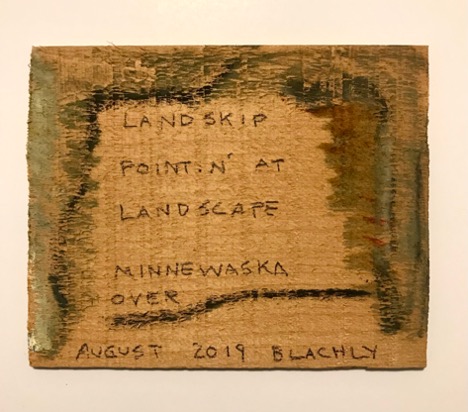 LANDSKIP
POINTIN' AT
LANDSCAPE
MINNEWASKA
OVER
AUGUST 2019 BLACHLY